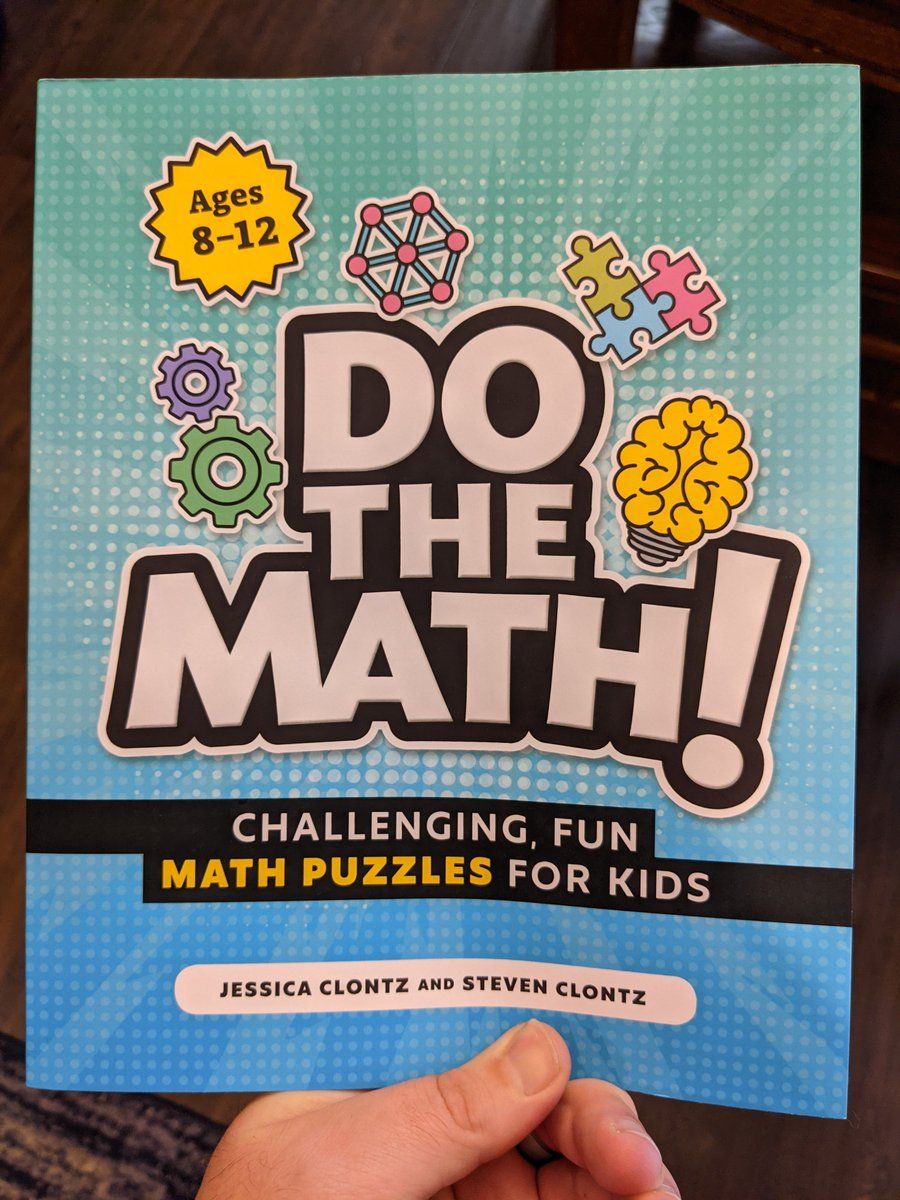 Ages
8–12
DO
THE
MATH!
CHALLENGING, FUN
MATH PUZZLES FOR KIDS
JESSICA CLONTZ AND STEVEN CLONTZ